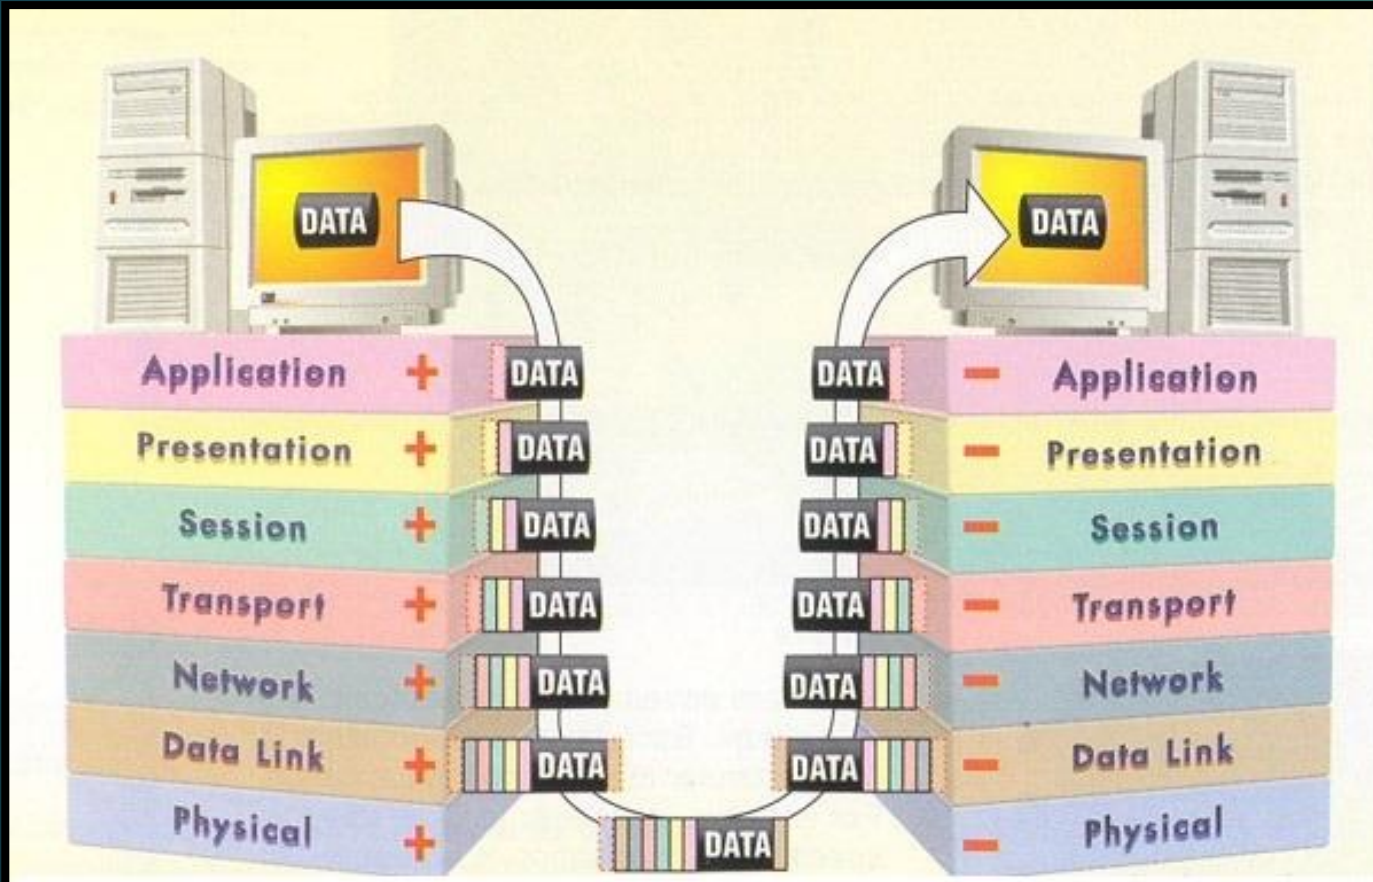 DATA
DATA
Application + DATA
DATA - Application
Presentation + DATA
DATA - Presentation
Session + DATA
DATA - Session
Transport + DATA
DATA - Transport
Network + DATA
DATA - Network
Data Link + DATA
DATA - Data Link
Physical +
DATA
- Physical